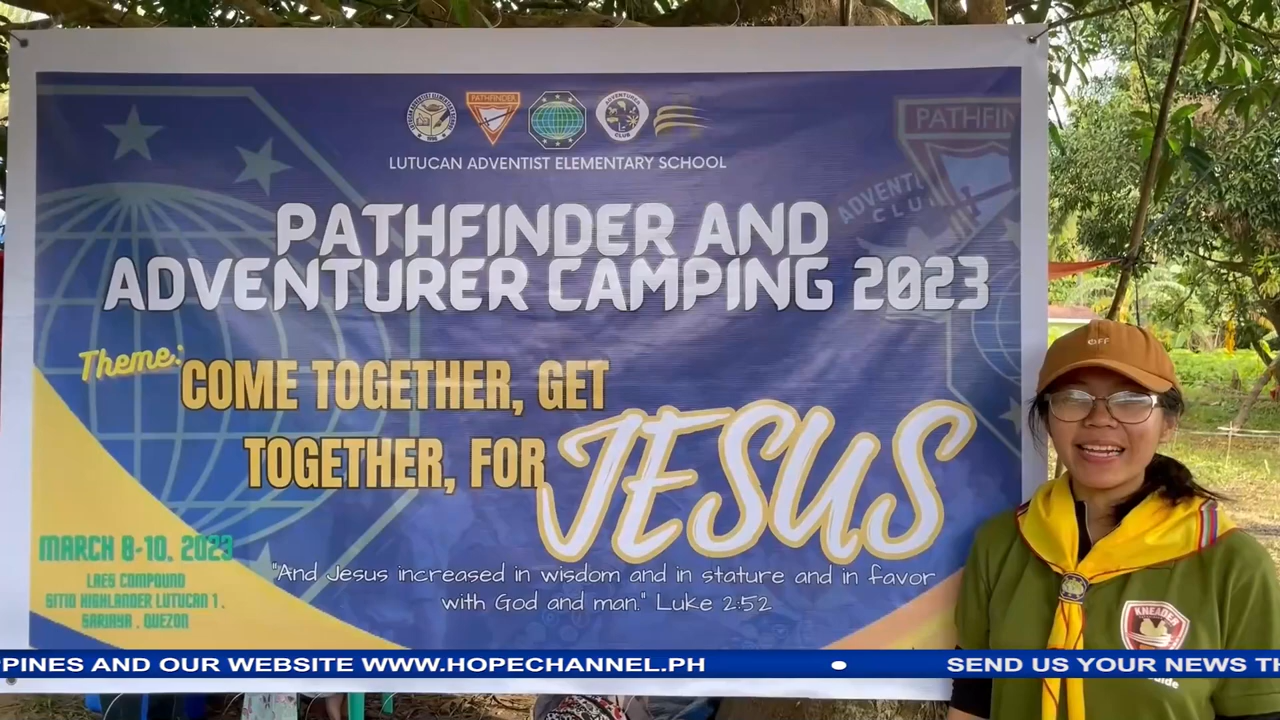 PATHFINDER
ADVENTURER
CLUB
LUTUCAN ADVENTIST ELEMENTARY SCHOOL
PATHFIN
ADVENTU
CLU
PATHFINDER AND
ADVENTURER CAMPING 2023
Theme:
COME TOGETHER, GET
TOGETHER, FOR
JESUS
OFF
MARCH 8-10, 2023
LAES COMPOUND
SITIO HIGHLANDER LUTUCAN 1 .
SARIAYA . QUEZON
"And Jesus increased in wisdom and in stature and in favor
with God and man." Luke 2:52
KNEADER
PPINES AND OUR WEBSITE WWW.HOPECHANNEL.PH ● SEND US YOUR NEWS TH